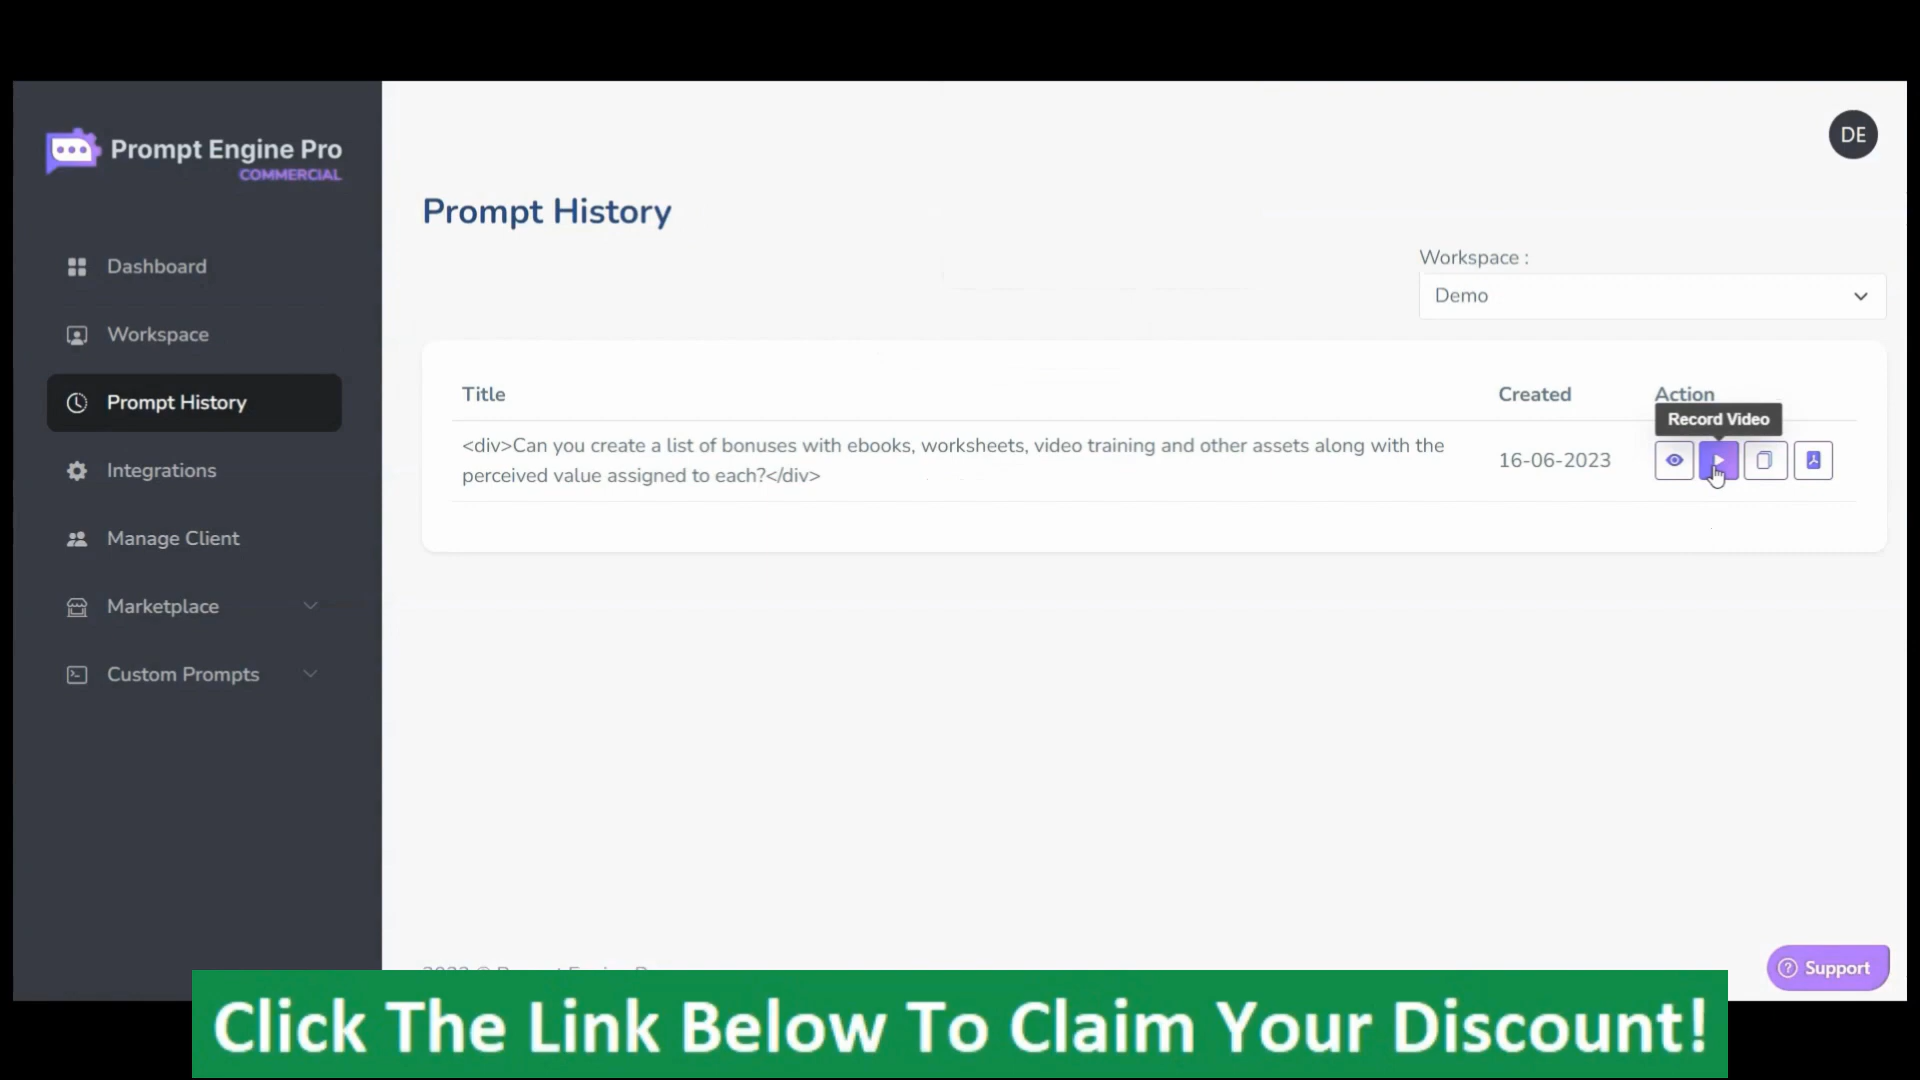 Prompt Engine Pro
COMMERCIAL
DE
Prompt History
Dashboard
Workspace
Prompt History
Integrations
Manage Client
Marketplace
Custom Prompts
Workspace :
Demo
Title
Created
Action
Record Video
<div>Can you create a list of bonuses with ebooks, worksheets, video training and other assets along with the
perceived value assigned to each?</div>
16-06-2023
Support
Click The Link Below To Claim Your Discount!